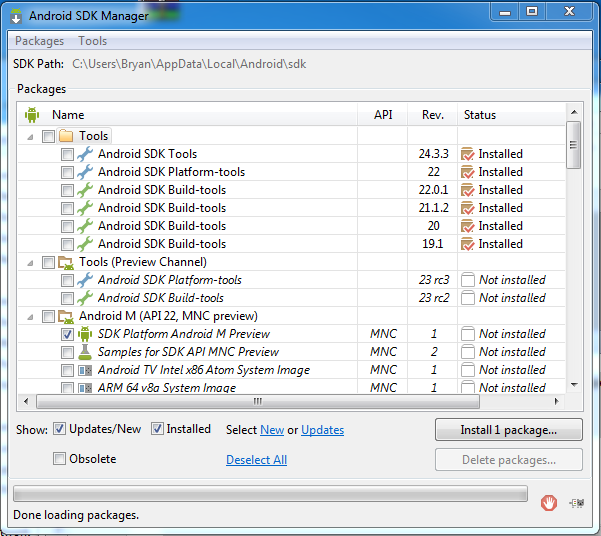 Android SDK Manager
Packages Tools
SDK Path: C:\Users\Bryan\AppData\Local\Android\sdk
Packages
Name API Rev. Status
Tools
Android SDK Tools 24.3.3 Installed
Android SDK Platform-tools 22 Installed
Android SDK Build-tools 22.0.1 Installed
Android SDK Build-tools 21.1.2 Installed
Android SDK Build-tools 20 Installed
Android SDK Build-tools 19.1 Installed
Tools (Preview Channel)
Android SDK Platform-tools 23 rc3 Not installed
Android SDK Build-tools 23 rc2 Not installed
Android M (API 22, MNC preview)
SDK Platform Android M Preview MNC 1 Not installed
Samples for SDK API MNC Preview MNC 2 Not installed
Android TV Intel x86 Atom System Image MNC 1 Not installed
ARM 64 v8a System Image MNC 1 Not installed
Show: Updates/New Installed Select New or Updates Install 1 package...
Obsolete Deselect All Delete packages...
Done loading packages.